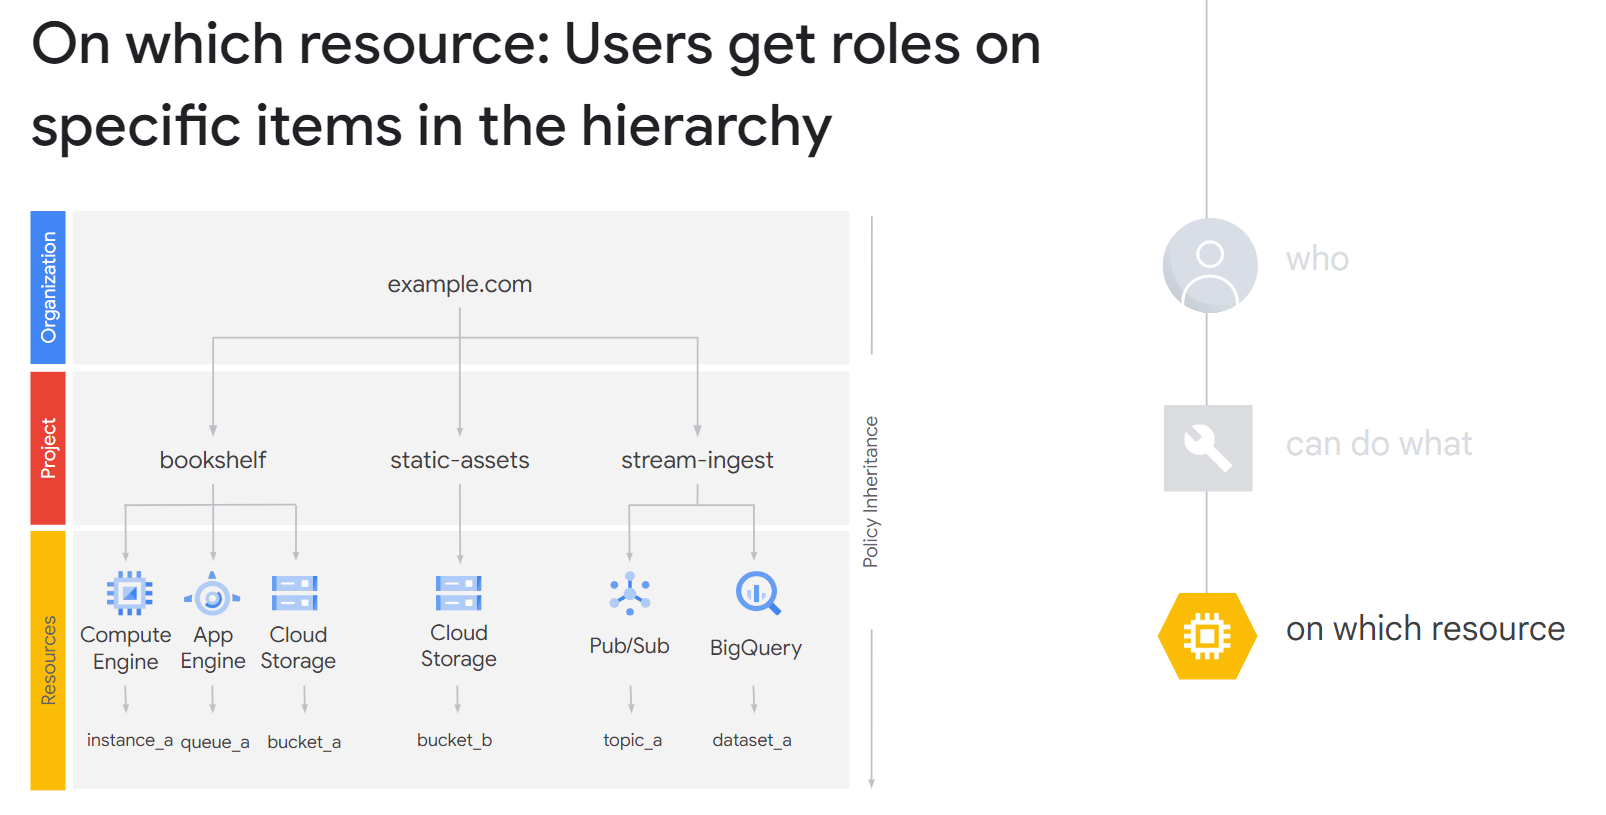 On which resource: Users get roles on
specific items in the hierarchy
Organization
example.com
Project
bookshelf
static-assets
stream-ingest
Resources
Compute
Engine
App
Engine
Cloud
Storage
Cloud
Storage
Pub/Sub
BigQuery
instance_a
queue_a
bucket_a
bucket_b
topic_a
dataset_a
Policy Inheritance
who
can do what
on which resource